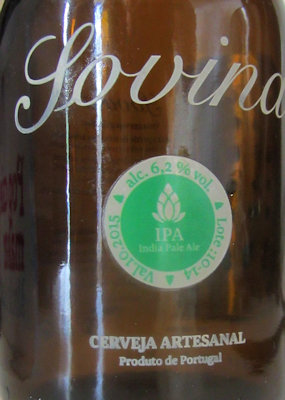 Sovina
alc. 6,2 % vol.
IPA
India Pale Ale
Val:10-2015
Lote:10-14
CERVEJA ARTESANAL
Produto de Portugal